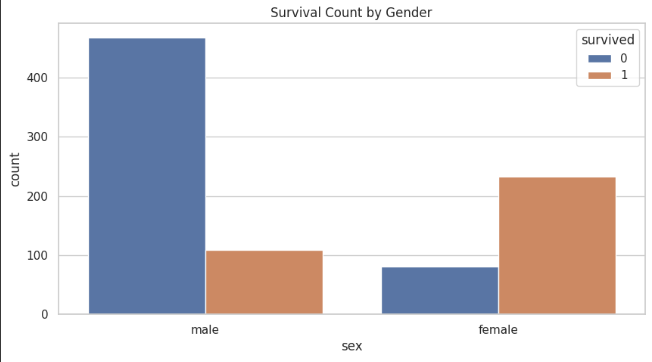 Survival Count by Gender
survived
0
1
400
300
200
100
0
count
male
female
sex